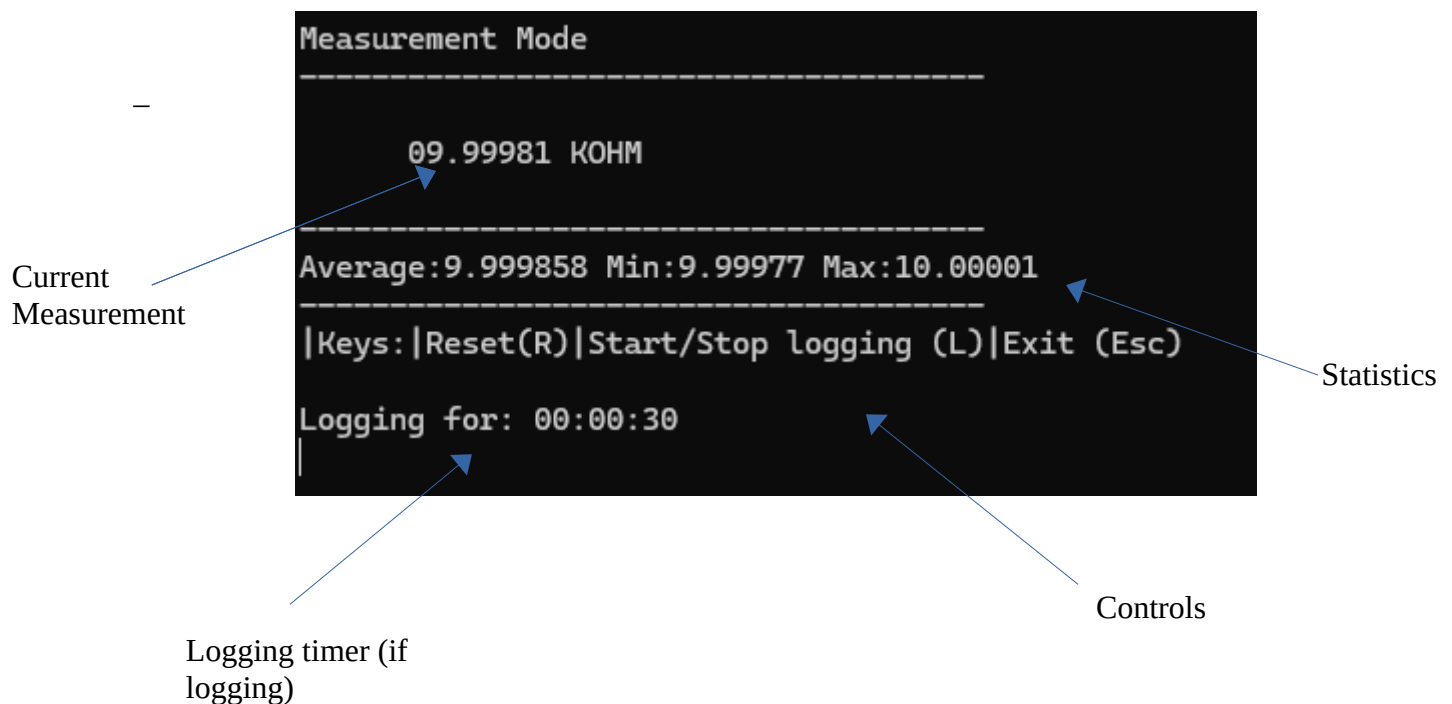 Measurement Mode
--------------------------------------
–
09.99981 KOHM
--------------------------------------
Current
Measurement
Average:9.999858 Min:9.99977 Max:10.00001
--------------------------------------
|Keys:|Reset(R)|Start/Stop logging (L)|Exit (Esc)
Statistics
Logging for: 00:00:30
Controls
Logging timer (if
logging)